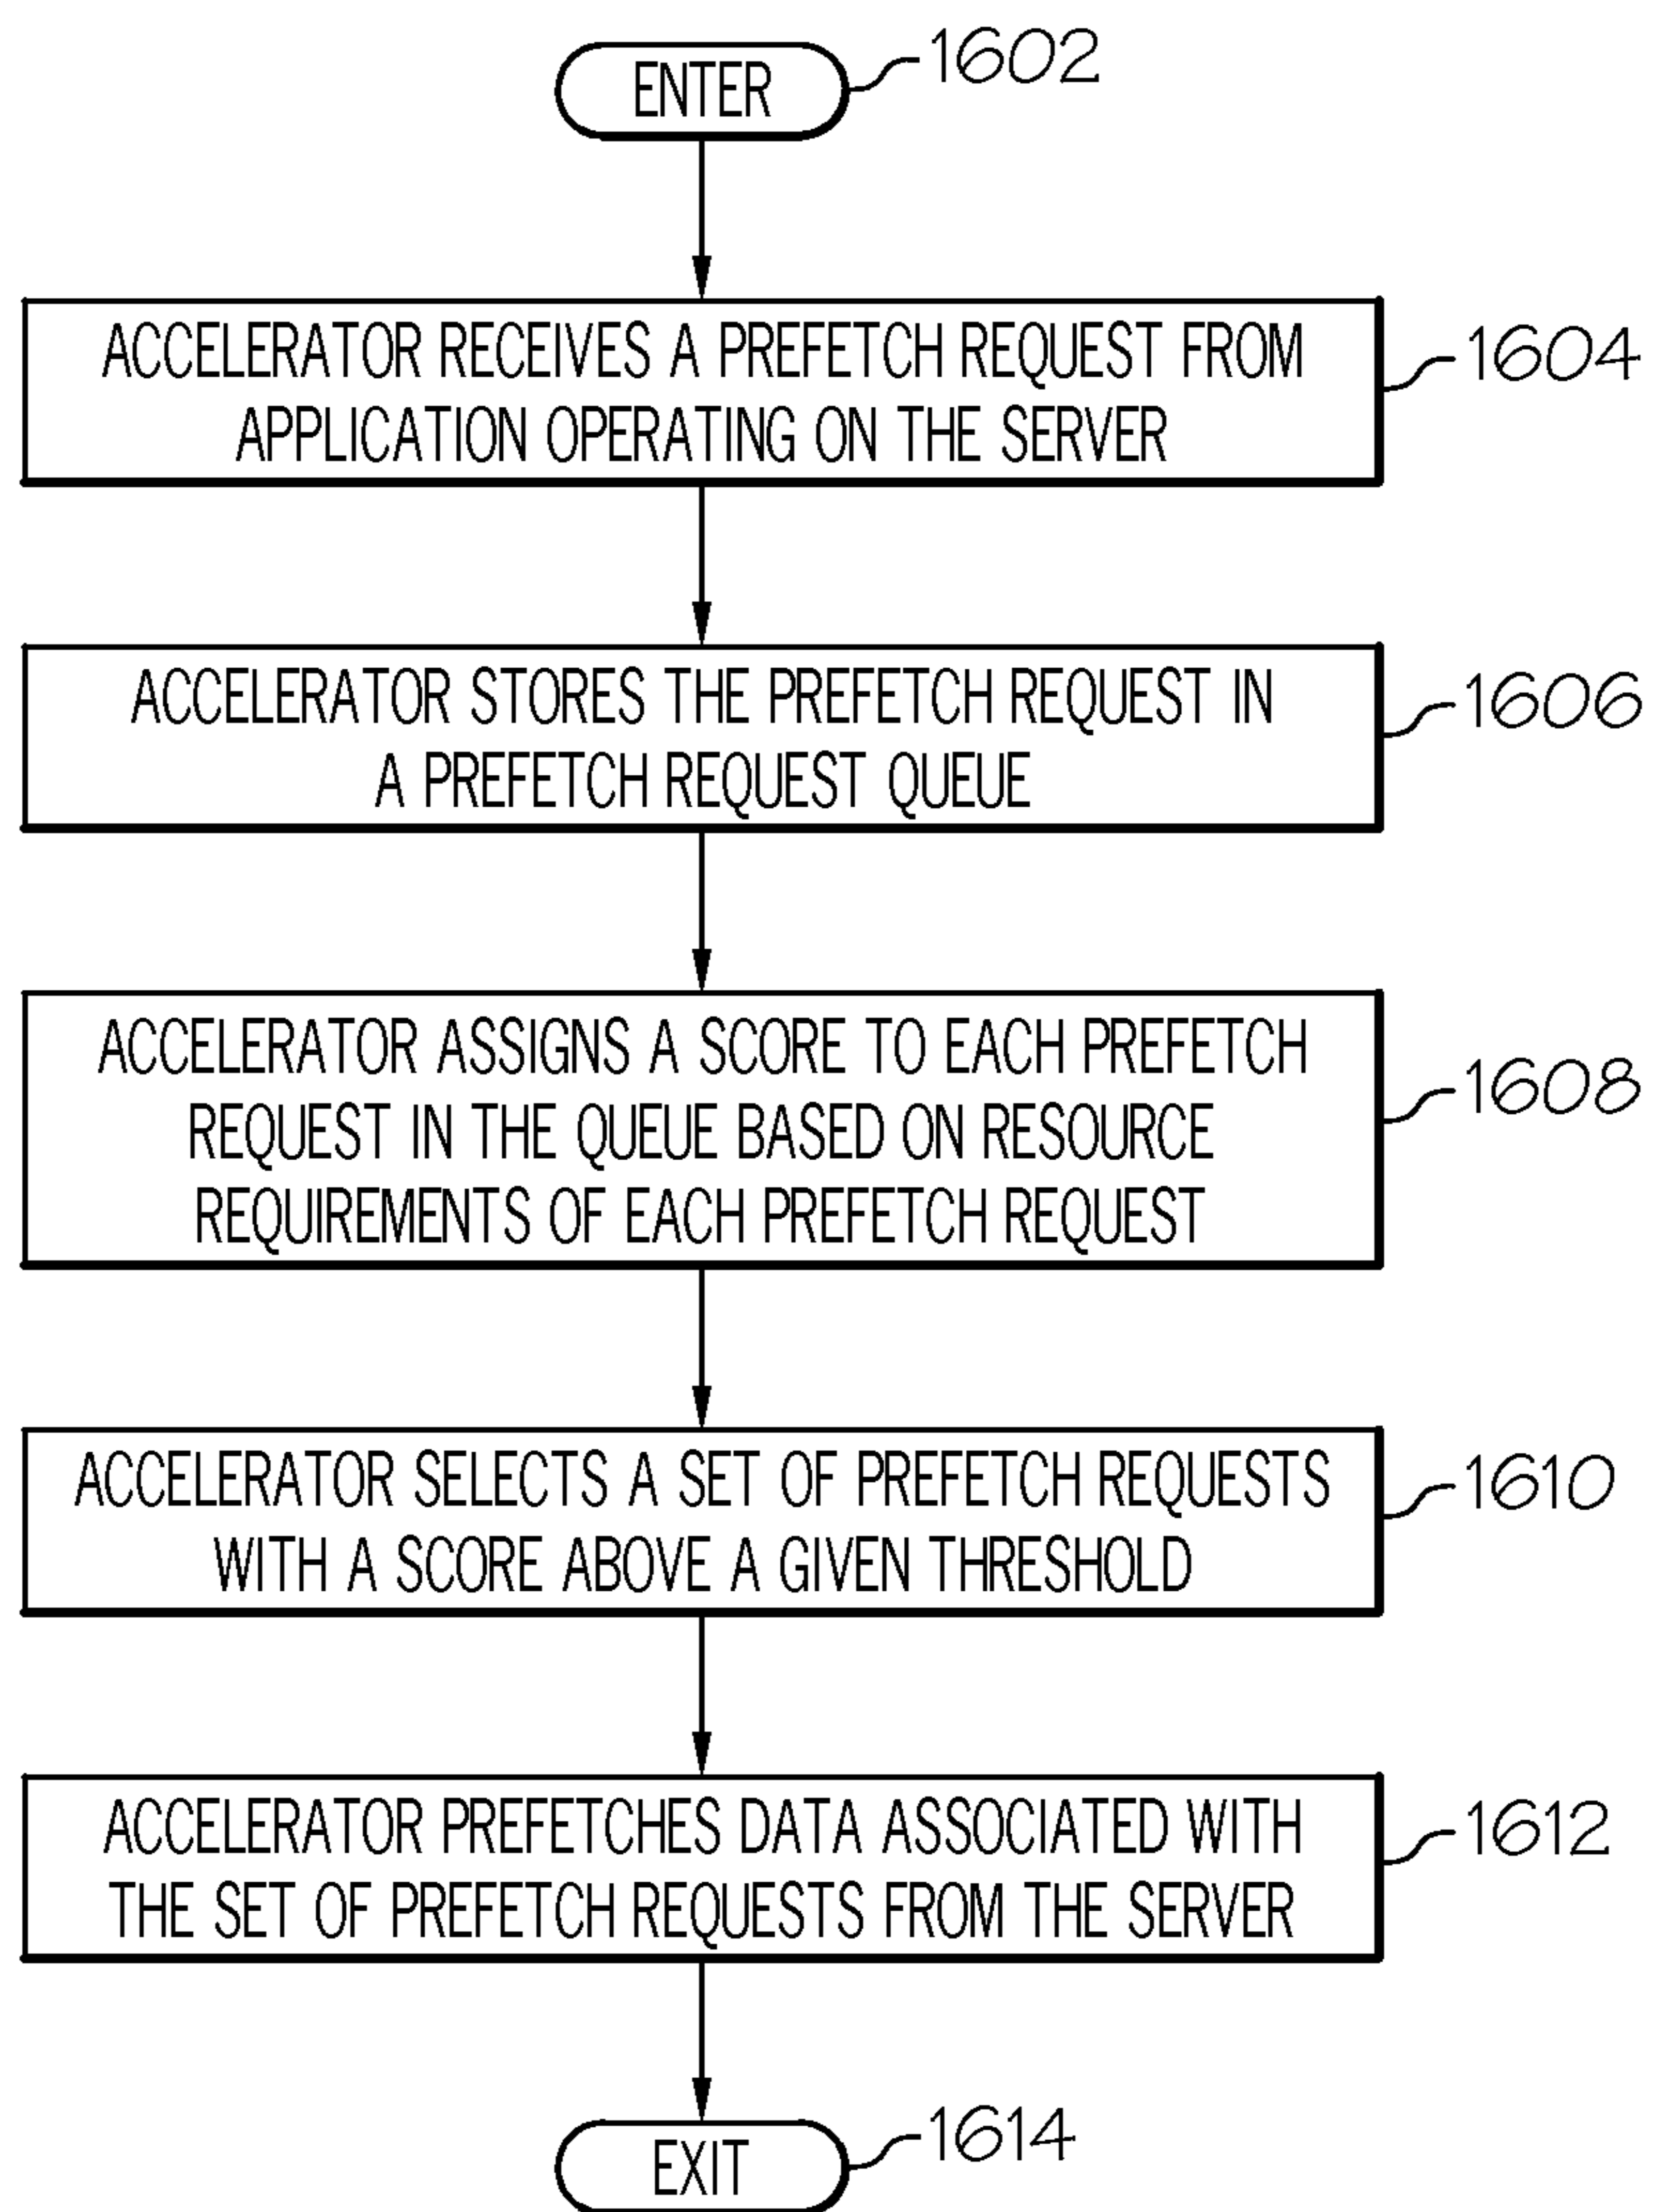 ENTER
1602
ACCELERATOR RECEIVES A PREFETCH REQUEST FROM
APPLICATION OPERATING ON THE SERVER
1604
ACCELERATOR STORES THE PREFETCH REQUEST IN
A PREFETCH REQUEST QUEUE
1606
ACCELERATOR ASSIGNS A SCORE TO EACH PREFETCH
REQUEST IN THE QUEUE BASED ON RESOURCE
REQUIREMENTS OF EACH PREFETCH REQUEST
1608
ACCELERATOR SELECTS A SET OF PREFETCH REQUESTS
WITH A SCORE ABOVE A GIVEN THRESHOLD
1610
ACCELERATOR PREFETCHES DATA ASSOCIATED WITH
THE SET OF PREFETCH REQUESTS FROM THE SERVER
1612
EXIT
1614